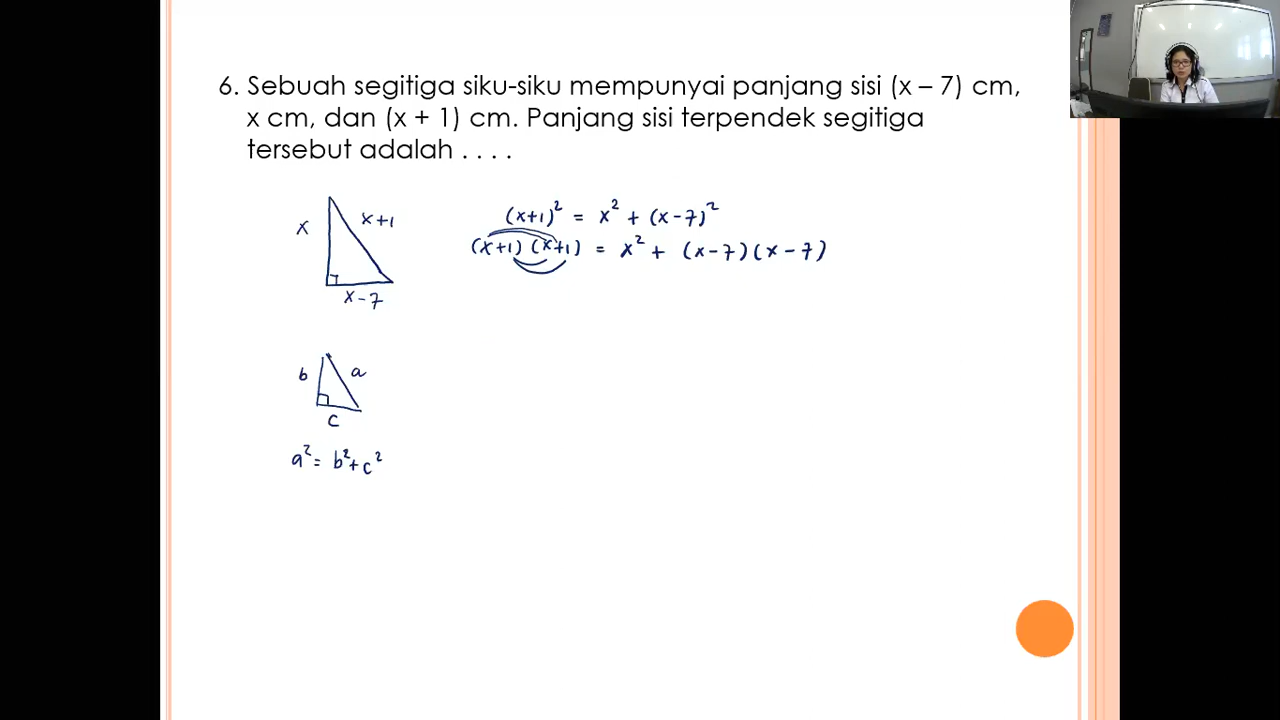 6. Sebuah segitiga siku-siku mempunyai panjang sisi (x – 7) cm,
x cm, dan (x + 1) cm. Panjang sisi terpendek segitiga
tersebut adalah . . . .
x
x+1
x-7
(x+1)² = x² + (x-7)²
(x+1) (x+1) = x² + (x-7)(x-7)
b
a
c
a² = b²+c²